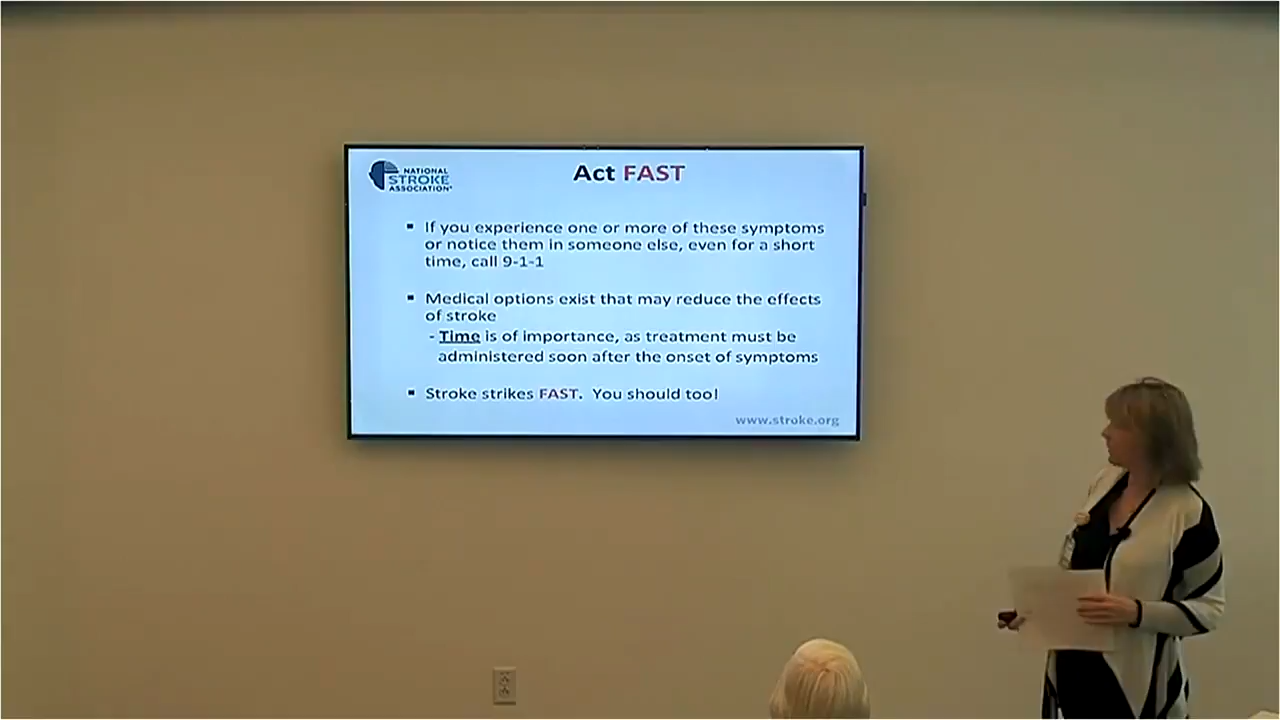 NATIONAL
STROKE
ASSOCIATION
Act FAST
▪ If you experience one or more of these symptoms
or notice them in someone else, even for a short
time, call 9-1-1
▪ Medical options exist that may reduce the effects
of stroke
- Time is of importance, as treatment must be
administered soon after the onset of symptoms
▪ Stroke strikes FAST. You should too!
www.stroke.org